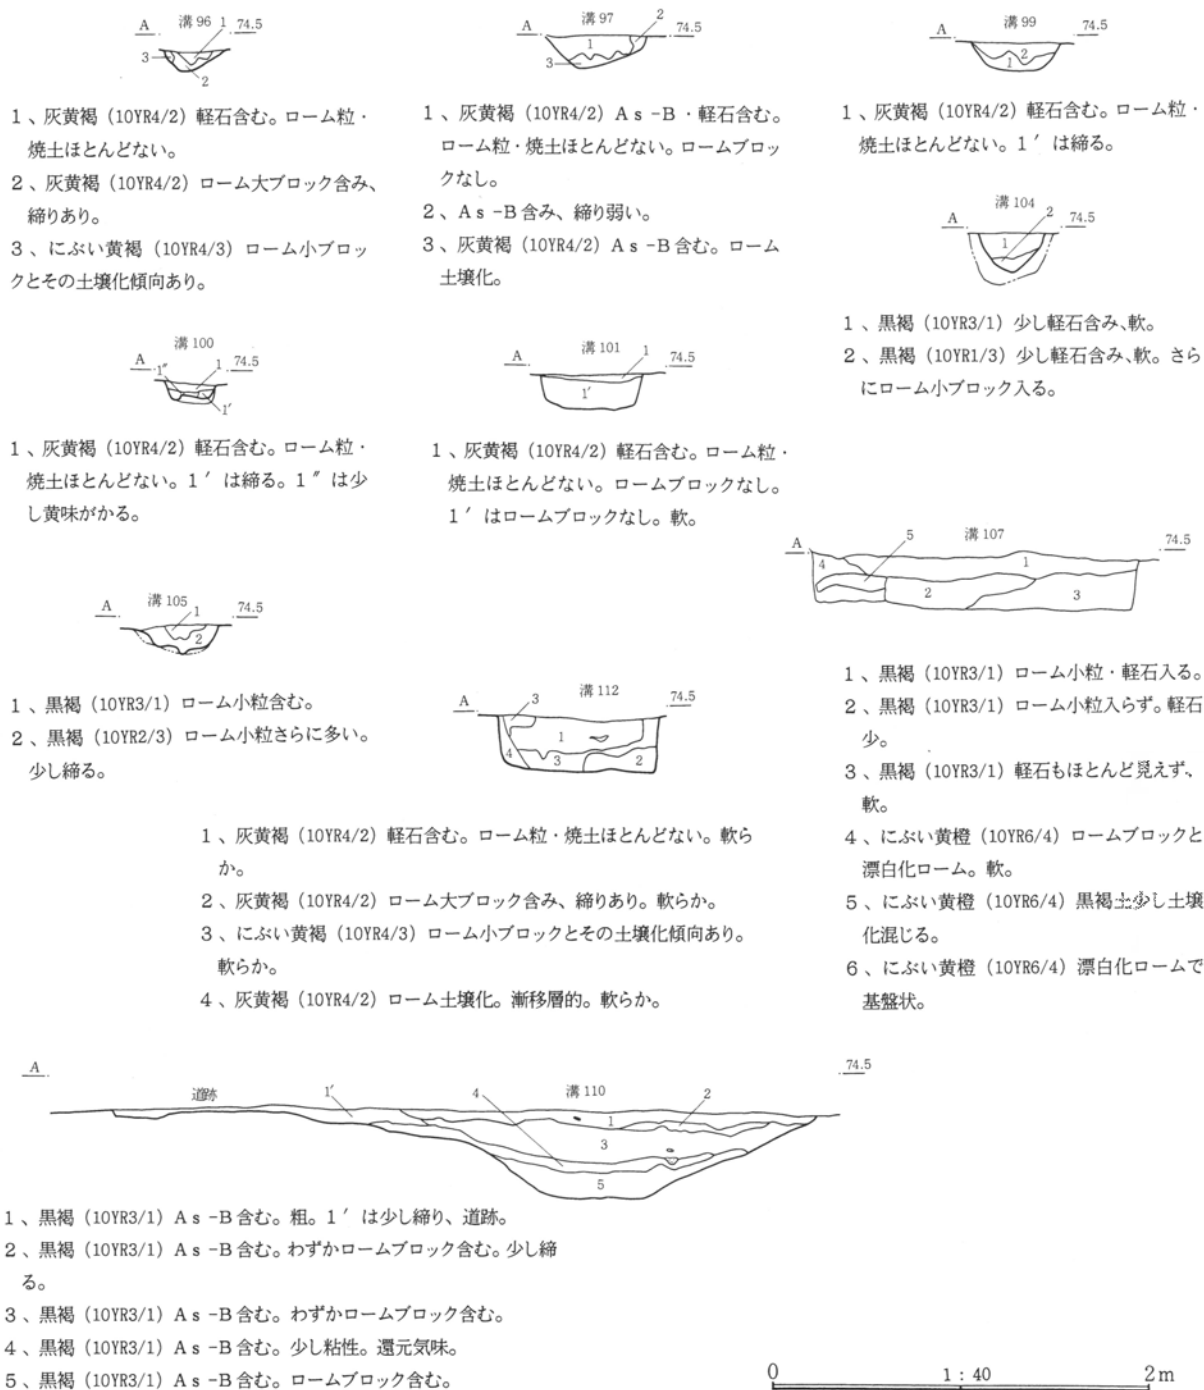 A 溝96 1 74.5
3
2
1、灰黄褐（10YR4/2）軽石含む。ローム粒・
焼土ほとんどない。
2、灰黄褐（10YR4/2）ローム大ブロック含み、
締りあり。
3、にぶい黄褐（10YR4/3）ローム小ブロッ
クとその土壌化傾向あり。
A 溝97 2 74.5
1
3
1、灰黄褐（10YR4/2）As-B・軽石含む。
ローム粒・焼土ほとんどない。ロームブロッ
クなし。
2、As-B含み、締り弱い。
3、灰黄褐（10YR4/2）As-B含む。ローム
土壌化。
A 溝99 74.5
2
1
1、灰黄褐（10YR4/2）軽石含む。ローム粒・
焼土ほとんどない。1′は締る。
A 溝104 2 74.5
1
1、黒褐（10YR3/1）少し軽石含み、軟。
2、黒褐（10YR1/3）少し軽石含み、軟。さら
にローム小ブロック入る。
溝100
A 1″ 1 74.5
1′
1、灰黄褐（10YR4/2）軽石含む。ローム粒・
焼土ほとんどない。1′は締る。1″は少
し黄味がかる。
A 溝101 1 74.5
1′
1、灰黄褐（10YR4/2）軽石含む。ローム粒・
焼土ほとんどない。ロームブロックなし。
1′はロームブロックなし。軟。
A 5 溝107 74.5
4 1
2 3
1、黒褐（10YR3/1）ローム小粒・軽石入る。
2、黒褐（10YR3/1）ローム小粒入らず。軽石
少。
3、黒褐（10YR3/1）軽石もほとんど見えず、
軟。
4、にぶい黄橙（10YR6/4）ロームブロックと
漂白化ローム。軟。
5、にぶい黄橙（10YR6/4）黒褐土少し土壌
化混じる。
6、にぶい黄橙（10YR6/4）漂白化ロームで
基盤状。
A 溝105 1 74.5
2
1、黒褐（10YR3/1）ローム小粒含む。
2、黒褐（10YR2/3）ローム小粒さらに多い。
少し締る。
A 3 溝112 74.5
1
4 3 2
1、灰黄褐（10YR4/2）軽石含む。ローム粒・焼土ほとんどない。軟ら
か。
2、灰黄褐（10YR4/2）ローム大ブロック含み、締りあり。軟らか。
3、にぶい黄褐（10YR4/3）ローム小ブロックとその土壌化傾向あり。
軟らか。
4、灰黄褐（10YR4/2）ローム土壌化。漸移層的。軟らか。
A 74.5
道跡 1′ 4 溝110 2
1
3
5
1、黒褐（10YR3/1）As-B含む。粗。1′は少し締り、道跡。
2、黒褐（10YR3/1）As-B含む。わずかロームブロック含む。少し締
る。
3、黒褐（10YR3/1）As-B含む。わずかロームブロック含む。
4、黒褐（10YR3/1）As-B含む。少し粘性。還元気味。
5、黒褐（10YR3/1）As-B含む。ロームブロック含む。
0 1：40 2m